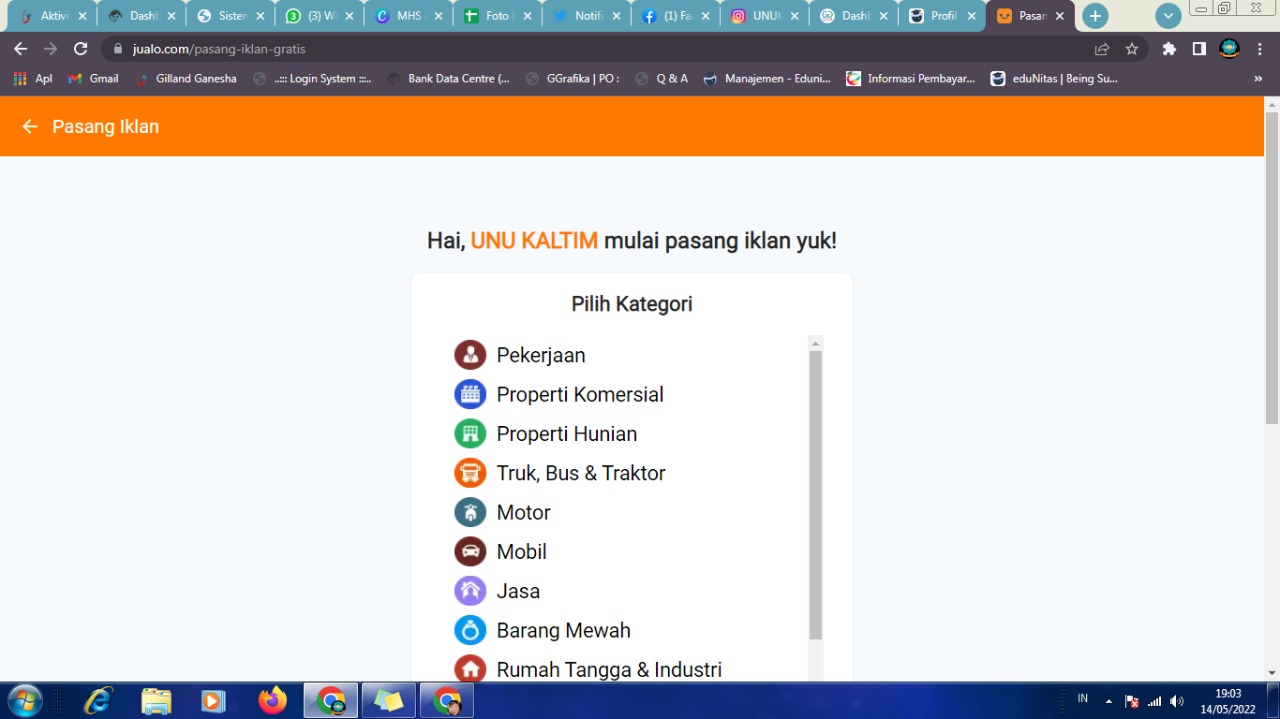 Aktivi
Dashl
Sisten
(3) W
MHS
Foto
Notifi
(1) Fa
UNU
Dashl
Profil
Pasan
jualo.com/pasang-iklan-gratis
Apl
Gmail
Gilland Ganesha
..::: Login System :::..
Bank Data Centre (...
GGrafika | PO :
Q & A
Manajemen - Eduni...
Informasi Pembayar...
eduNitas | Being Su...
»
Pasang Iklan
Hai, UNU KALTIM mulai pasang iklan yuk!
Pilih Kategori
Pekerjaan
Properti Komersial
Properti Hunian
Truk, Bus & Traktor
Motor
Mobil
Jasa
Barang Mewah
Rumah Tangga & Industri
IN
19:03
14/05/2022